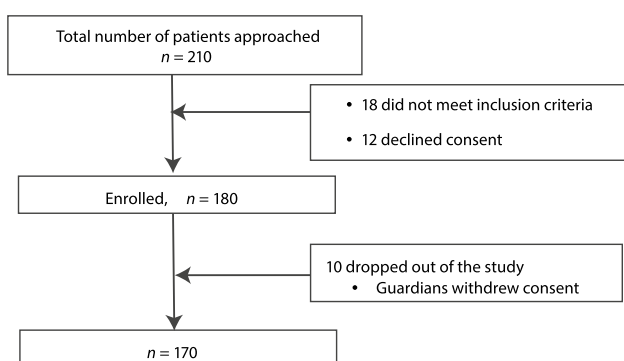 Total number of patients approached
n = 210
• 18 did not meet inclusion criteria
• 12 declined consent
Enrolled, n = 180
10 dropped out of the study
• Guardians withdrew consent
n = 170